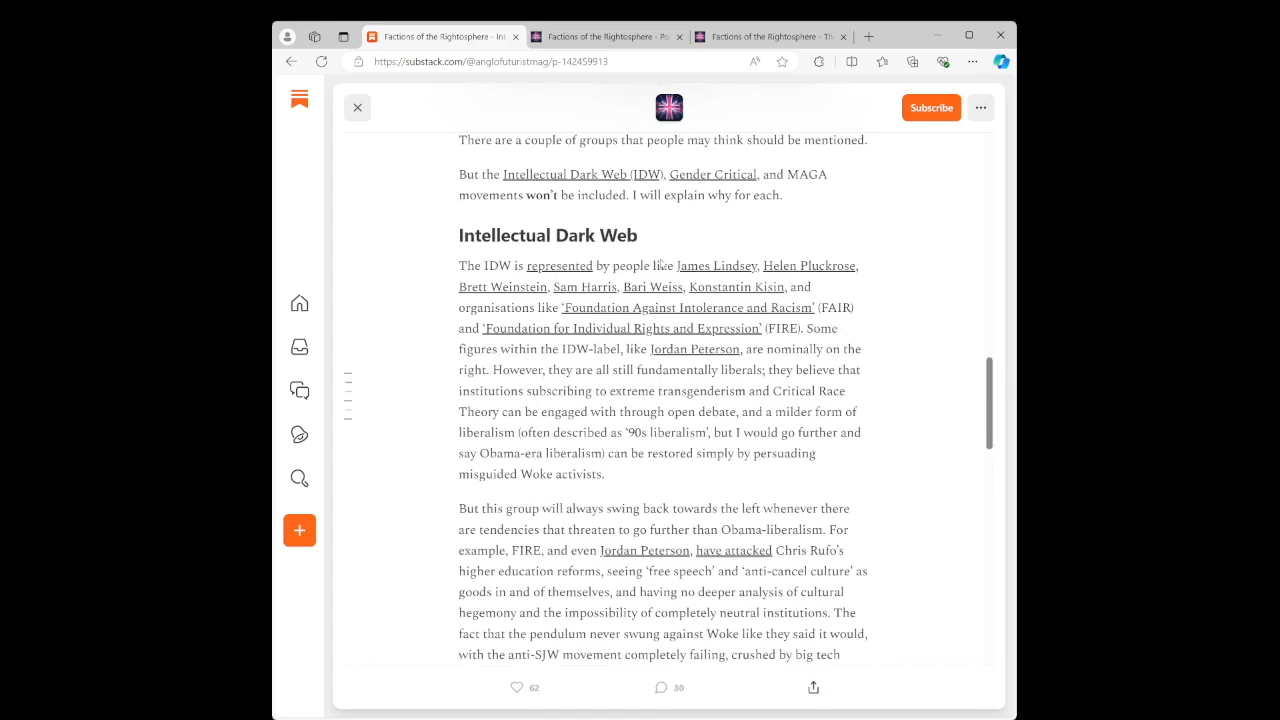 Factions of the Rightosphere - Int
Factions of the Rightosphere - Po
Factions of the Rightosphere - Th
https://substack.com/@anglofuturistmag/p-142459913
Subscribe
There are a couple of groups that people may think should be mentioned.
But the Intellectual Dark Web (IDW), Gender Critical, and MAGA
movements won't be included. I will explain why for each.
Intellectual Dark Web
The IDW is represented by people like James Lindsey, Helen Pluckrose,
Brett Weinstein, Sam Harris, Bari Weiss, Konstantin Kisin, and
organisations like ‘Foundation Against Intolerance and Racism’ (FAIR)
and ‘Foundation for Individual Rights and Expression’ (FIRE). Some
figures within the IDW-label, like Jordan Peterson, are nominally on the
right. However, they are all still fundamentally liberals; they believe that
institutions subscribing to extreme transgenderism and Critical Race
Theory can be engaged with through open debate, and a milder form of
liberalism (often described as ‘90s liberalism’, but I would go further and
say Obama-era liberalism) can be restored simply by persuading
misguided Woke activists.
But this group will always swing back towards the left whenever there
are tendencies that threaten to go further than Obama-liberalism. For
example, FIRE, and even Jordan Peterson, have attacked Chris Rufo’s
higher education reforms, seeing ‘free speech’ and ‘anti-cancel culture’ as
goods in and of themselves, and having no deeper analysis of cultural
hegemony and the impossibility of completely neutral institutions. The
fact that the pendulum never swung against Woke like they said it would,
with the anti-SJW movement completely failing, crushed by big tech
62
30